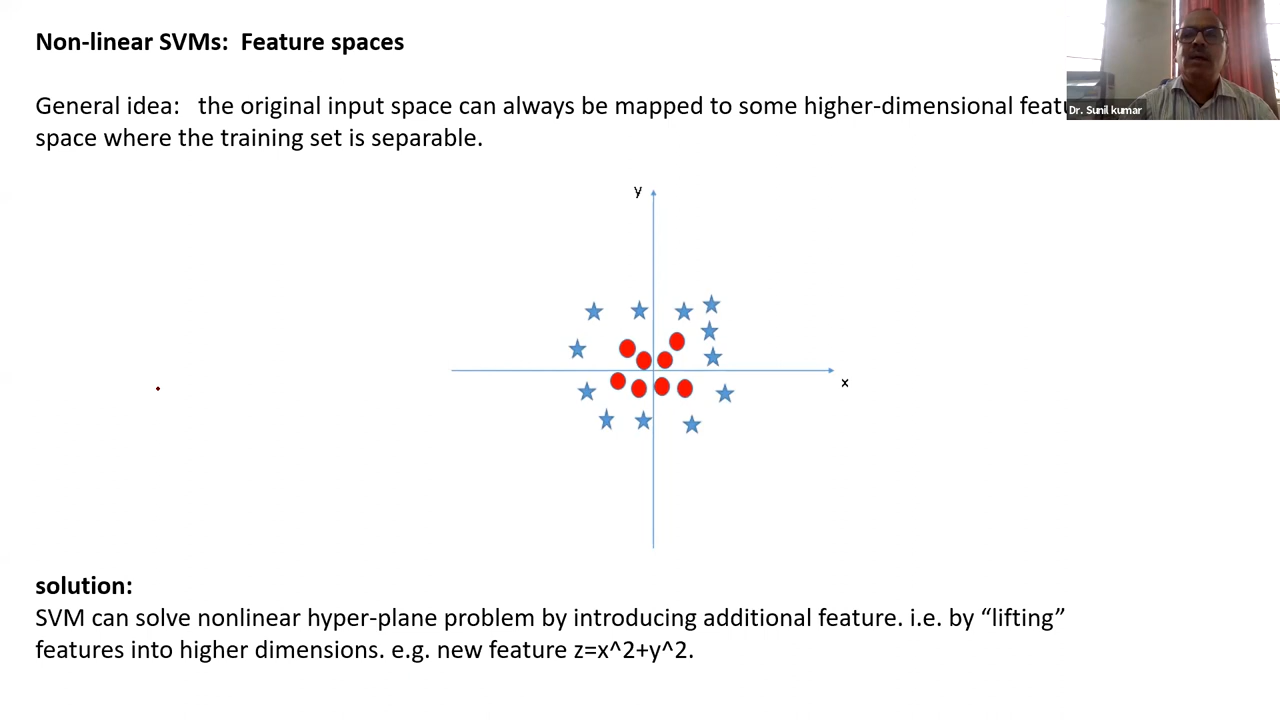 Non-linear SVMs: Feature spaces
General idea: the original input space can always be mapped to some higher-dimensional featu
space where the training set is separable.
Dr. Sunil kumar
y
x
solution:
SVM can solve nonlinear hyper-plane problem by introducing additional feature. i.e. by “lifting”
features into higher dimensions. e.g. new feature z=x^2+y^2.